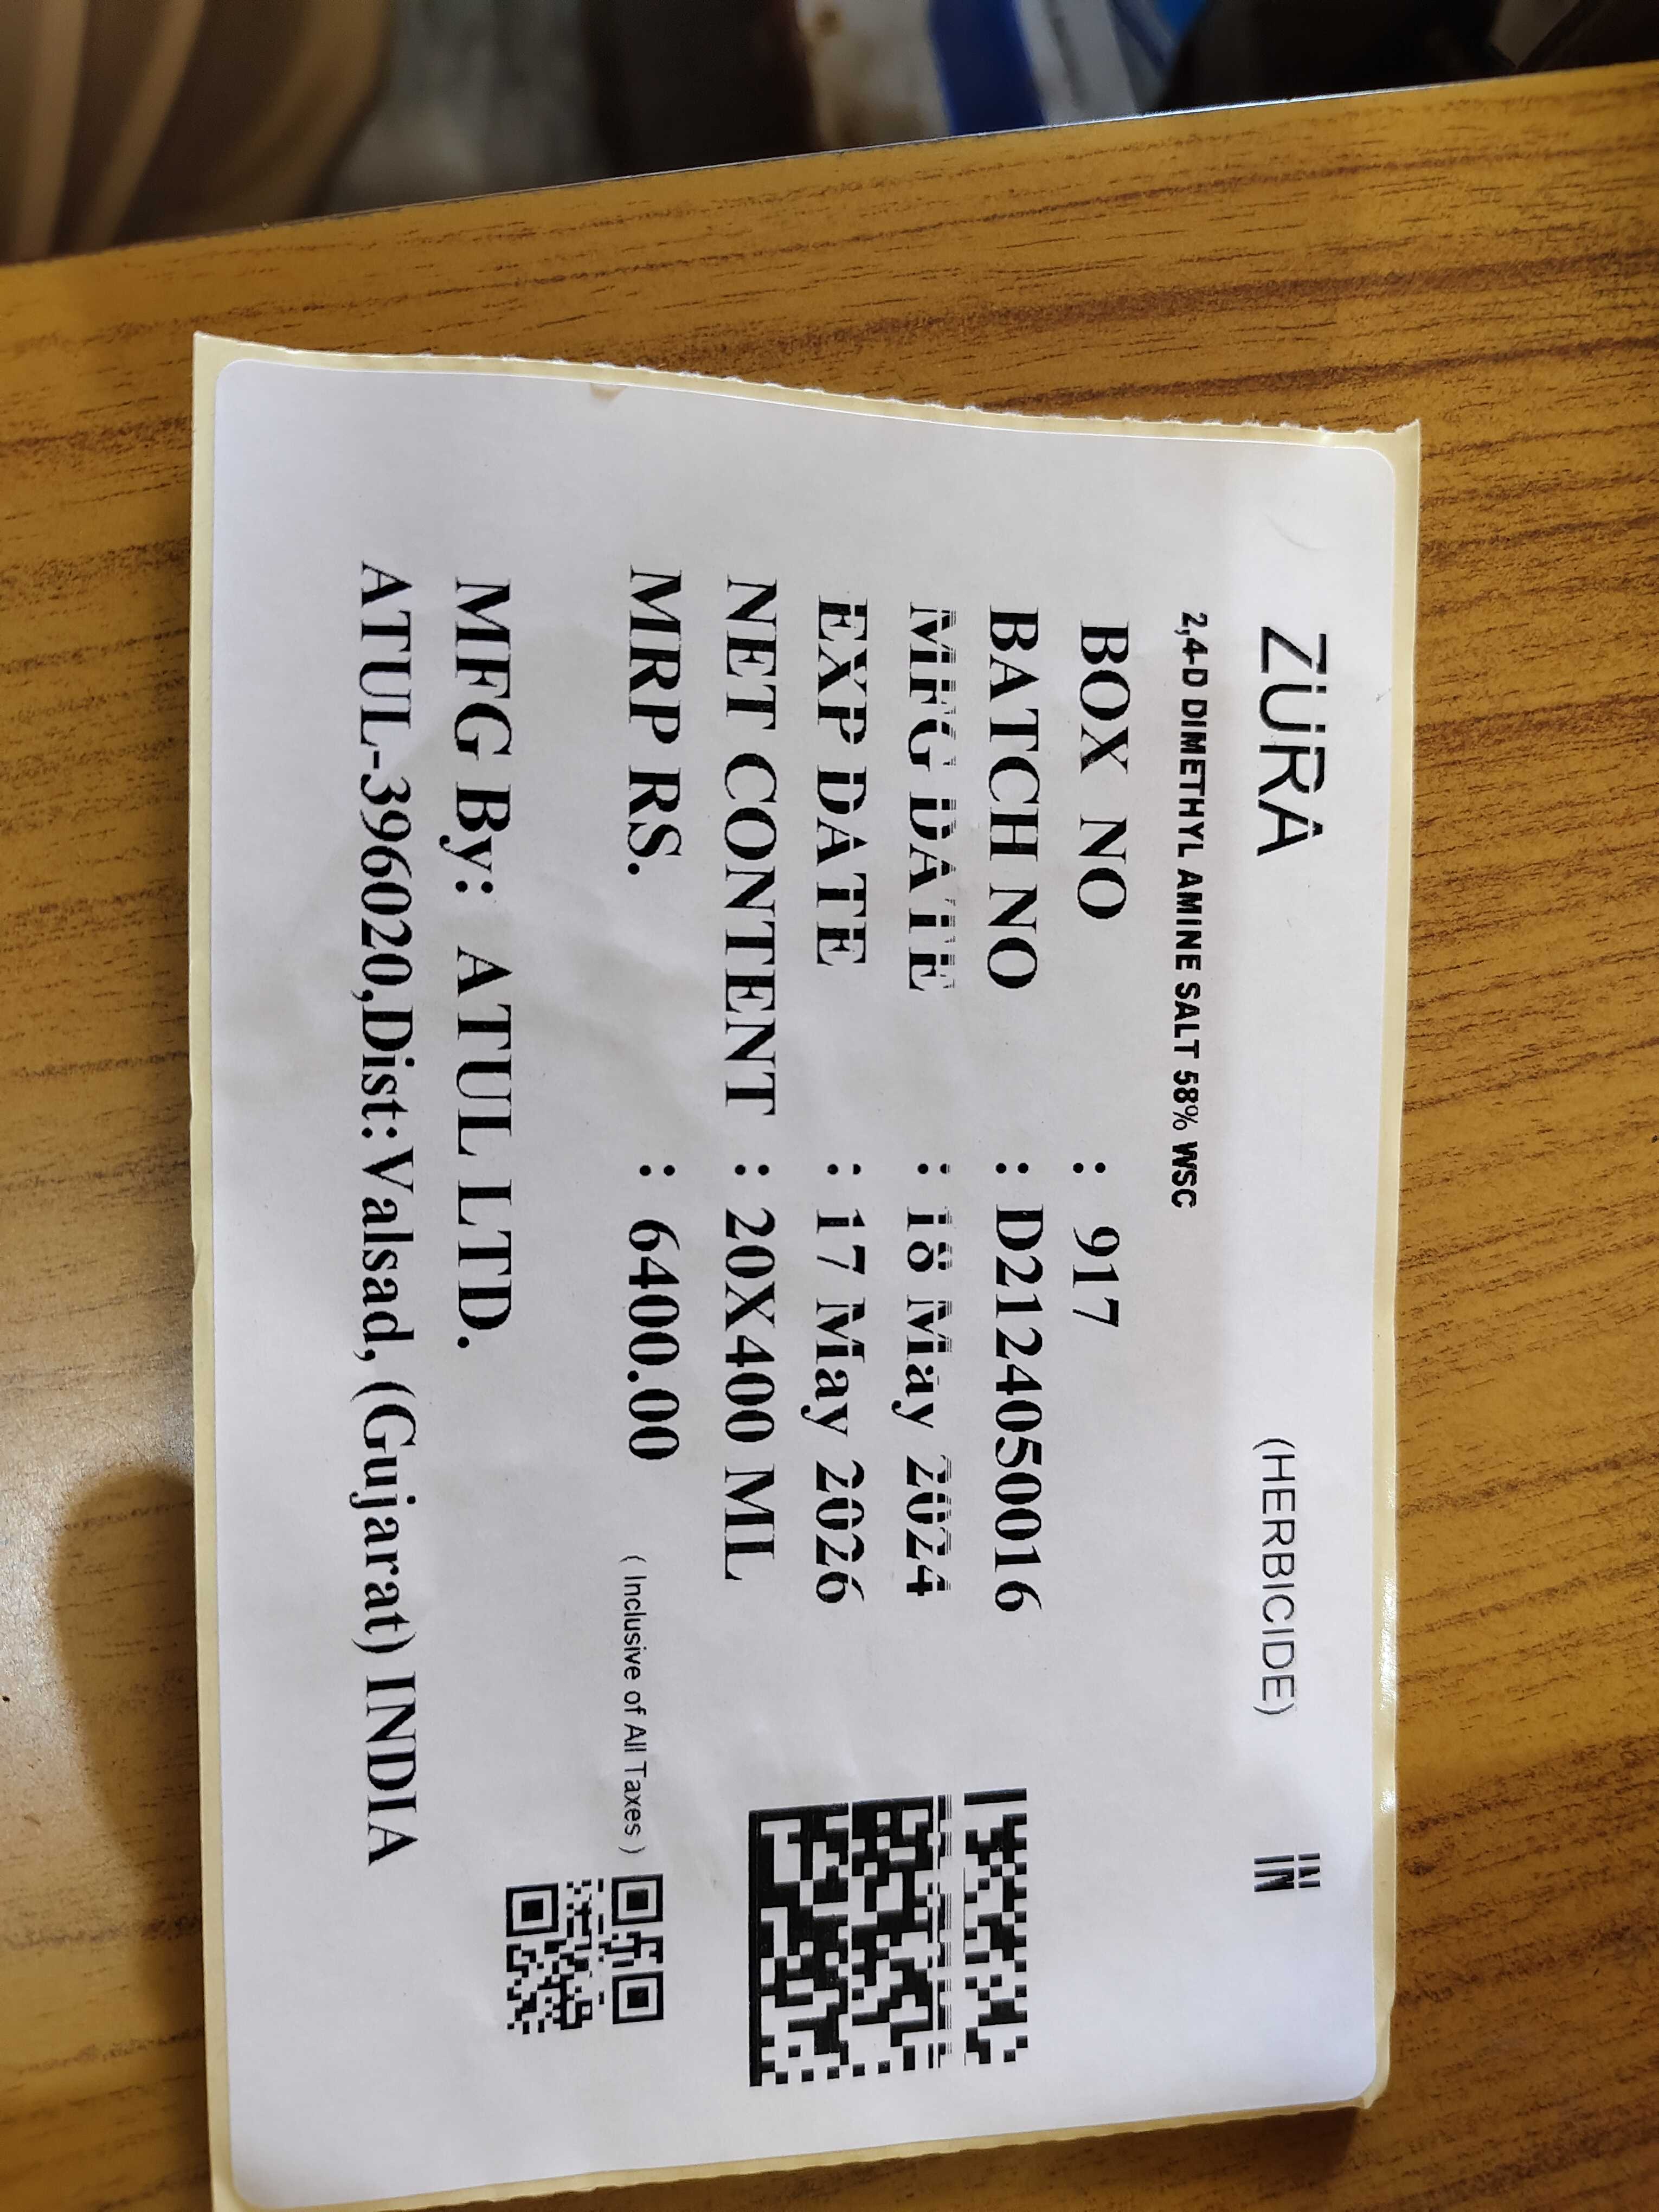 ZURA (HERBICIDE) IN
2,4-D DIMETHYL AMINE SALT 58% WSC
BOX NO : 917
BATCH NO : D2124050016
MFG DATE : 18 May 2024
EXP DATE : 17 May 2026
NET CONTENT : 20X400 ML
MRP RS. : 6400.00 ( Inclusive of All Taxes )
MFG By: ATUL LTD.
ATUL-396020,Dist:Valsad, (Gujarat) INDIA